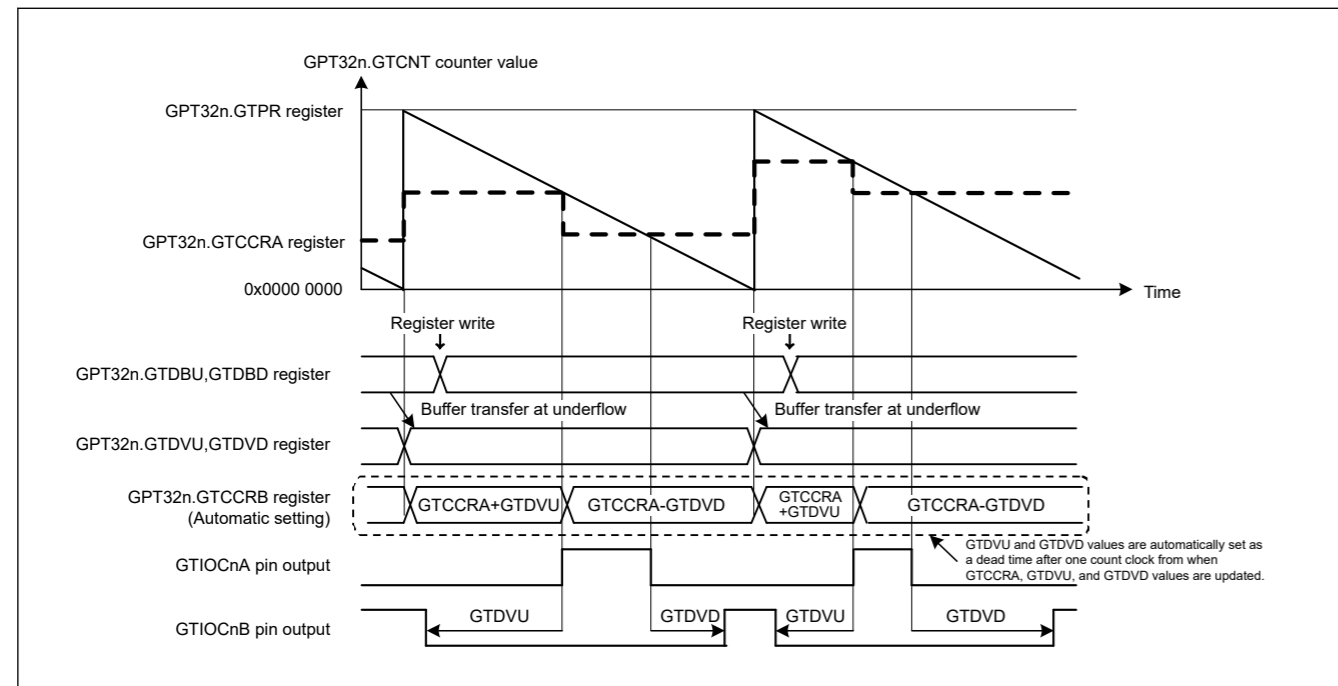 GPT32n.GTCNT counter value
GPT32n.GTPR register
GPT32n.GTCCRA register
0x0000 0000
Time
Register write
Register write
GPT32n.GTDBU,GTDBD register
Buffer transfer at underflow
Buffer transfer at underflow
GPT32n.GTDVU,GTDVD register
GPT32n.GTCCRB register
(Automatic setting)
GTCCRA+GTDVU
GTCCRA-GTDVD
GTCCRA
+GTDVU
GTCCRA-GTDVD
GTDVU and GTDVD values are automatically set as
a dead time after one count clock from when
GTCCRA, GTDVU, and GTDVD values are updated.
GTIOCnA pin output
GTIOCnB pin output
GTDVU
GTDVD
GTDVU
GTDVD